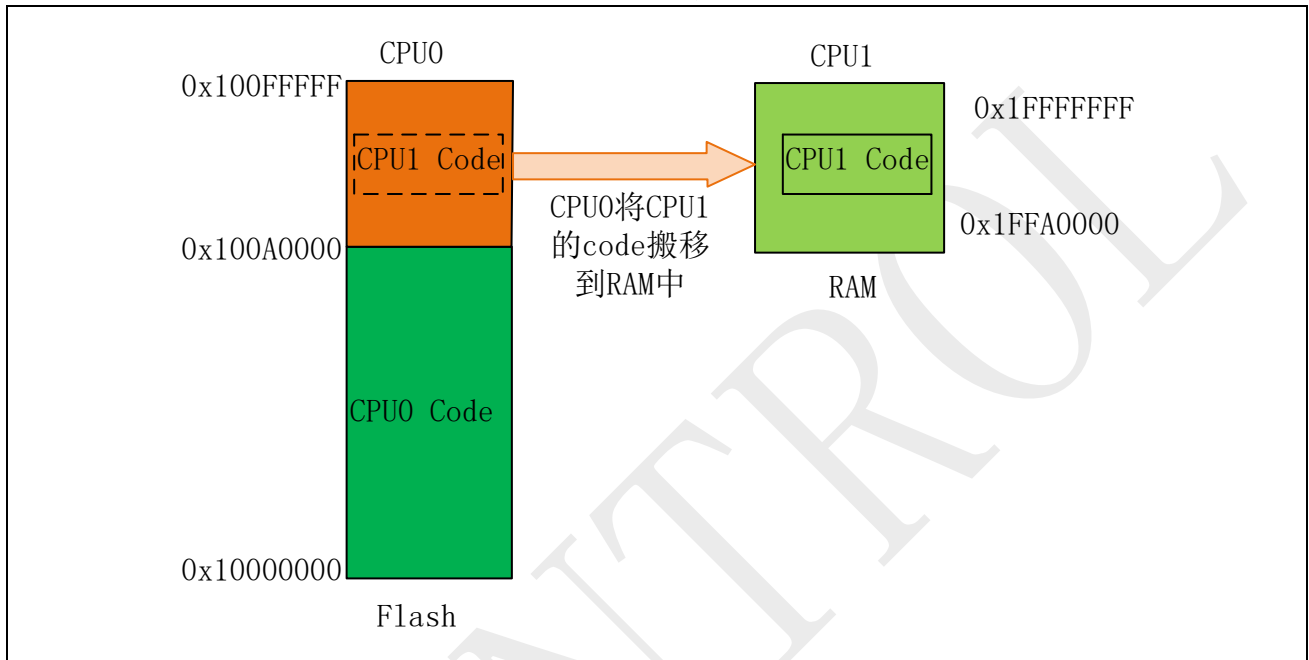 CPU0
CPU1
0x100FFFFF
0x1FFFFFFF
CPU1 Code
CPU1 Code
CPU0将CPU1
的code搬移
到RAM中
0x1FFA0000
0x100A0000
RAM
CPU0 Code
0x10000000
Flash
NTROL